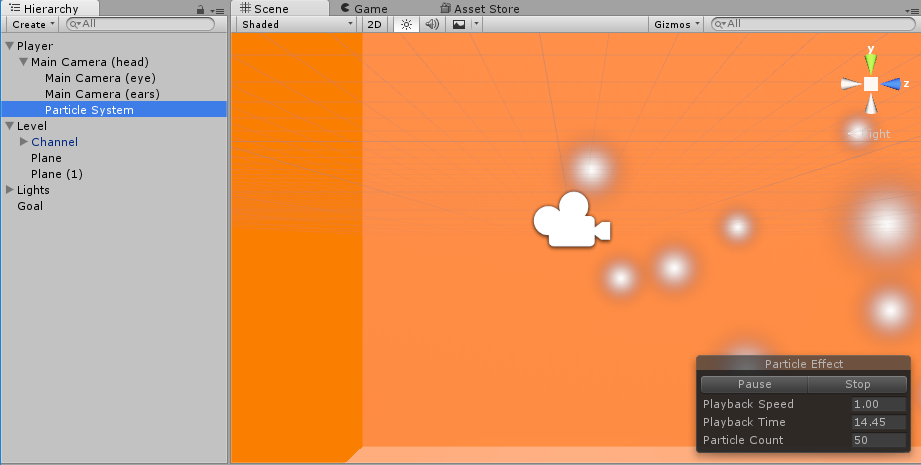 Hierarchy
Create
All
Player
Main Camera (head)
Main Camera (eye)
Main Camera (ears)
Particle System
Level
Channel
Plane
Plane (1)
Lights
Goal
Scene Game Asset Store
Shaded 2D Gizmos All
y
z
Right
Particle Effect
Pause Stop
Playback Speed 1.00
Playback Time 14.45
Particle Count 50